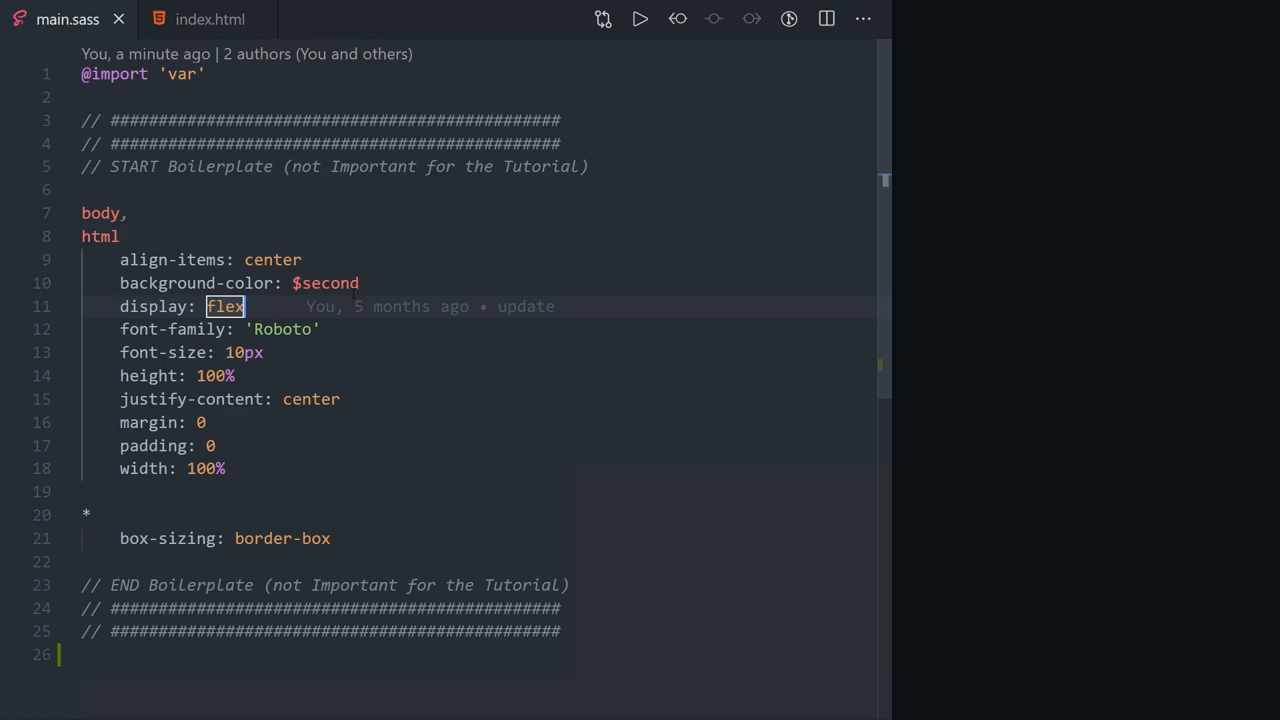 main.sass
index.html
You, a minute ago | 2 authors (You and others)
1 @import 'var'
2
3 // ###############################################
4 // ###############################################
5 // START Boilerplate (not Important for the Tutorial)
6
7 body,
8 html
9 align-items: center
10 background-color: $second
11 display: flex You, 5 months ago • update
12 font-family: 'Roboto'
13 font-size: 10px
14 height: 100%
15 justify-content: center
16 margin: 0
17 padding: 0
18 width: 100%
19
20 *
21 box-sizing: border-box
22
23 // END Boilerplate (not Important for the Tutorial)
24 // ###############################################
25 // ###############################################
26